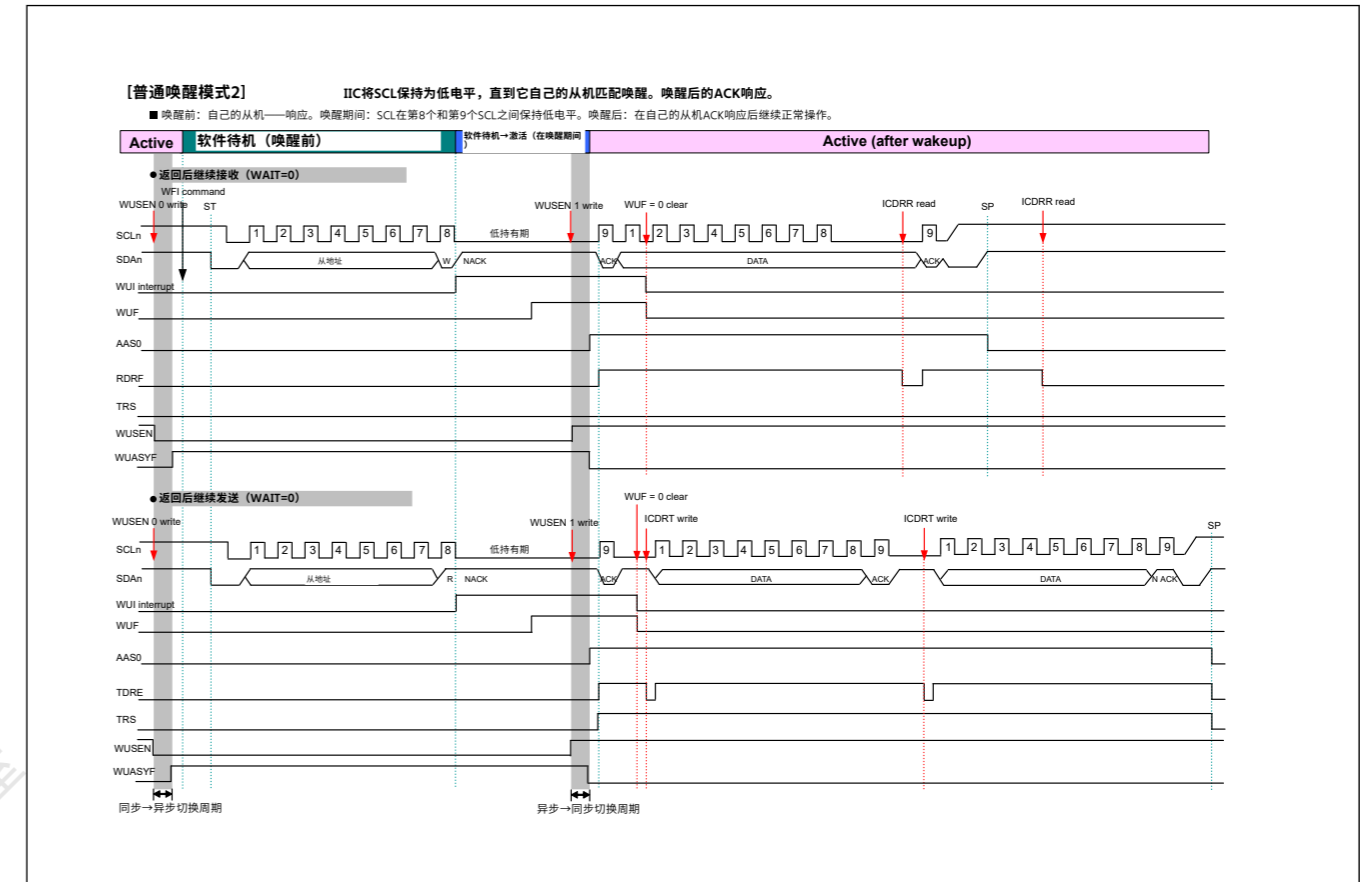 [普通唤醒模式2] IIC将SCL保持为低电平，直到它自己的从机匹配唤醒。唤醒后的ACK响应。
■ 唤醒前：自己的从机——响应。唤醒期间：SCL在第8个和第9个SCL之间保持低电平。唤醒后：在自己的从机ACK响应后继续正常操作。
Active 软件待机（唤醒前） 软件待机→激活（在唤醒期间） Active (after wakeup)
● 返回后继续接收（WAIT=0）
WFI command
WUSEN 0 write ST WUSEN 1 write WUF = 0 clear ICDRR read SP ICDRR read
SCLn 1 2 3 4 5 6 7 8 低持有期 9 1 2 3 4 5 6 7 8 9
SDAn 从地址 W NACK ACK DATA ACK
WUI interrupt
WUF
AAS0
RDRF
TRS
WUSEN
WUASYF
● 返回后继续发送（WAIT=0）
WUF = 0 clear
WUSEN 0 write WUSEN 1 write ICDRT write ICDRT write SP
SCLn 1 2 3 4 5 6 7 8 低持有期 9 1 2 3 4 5 6 7 8 9 1 2 3 4 5 6 7 8 9
SDAn 从地址 R NACK ACK DATA ACK DATA N ACK
WUI interrupt
WUF
AAS0
TDRE
TRS
WUSEN
WUASYF
同步→异步切换周期 异步→同步切换周期